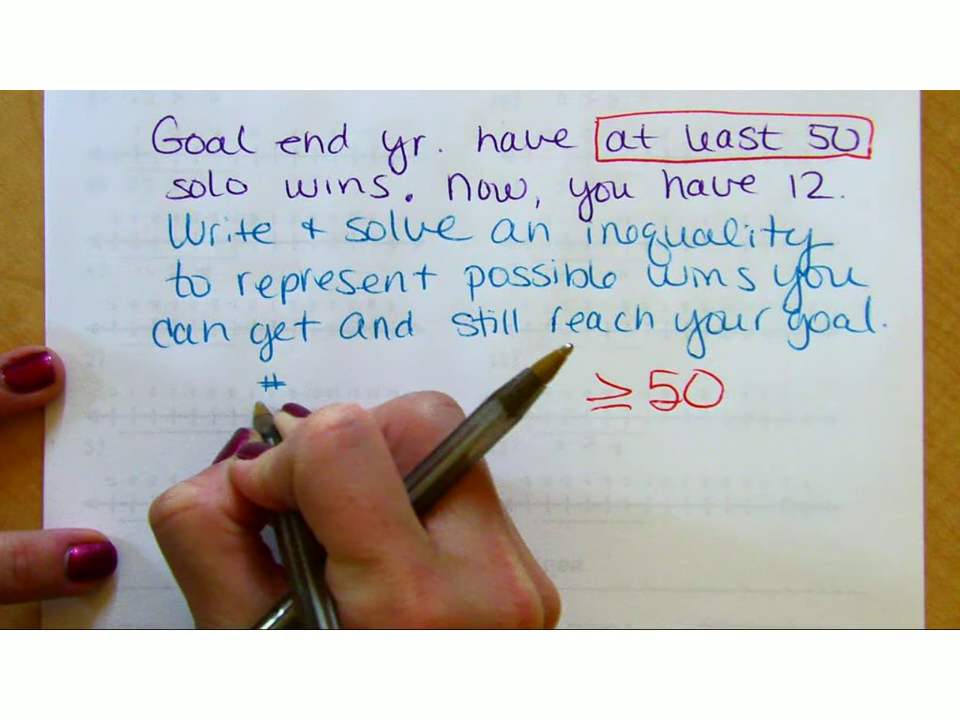 Goal end yr. have at least 50
solo wins. Now, you have 12.
Write + solve an inequality
to represent possible wins you
can get and still reach your goal.
#
≥ 50